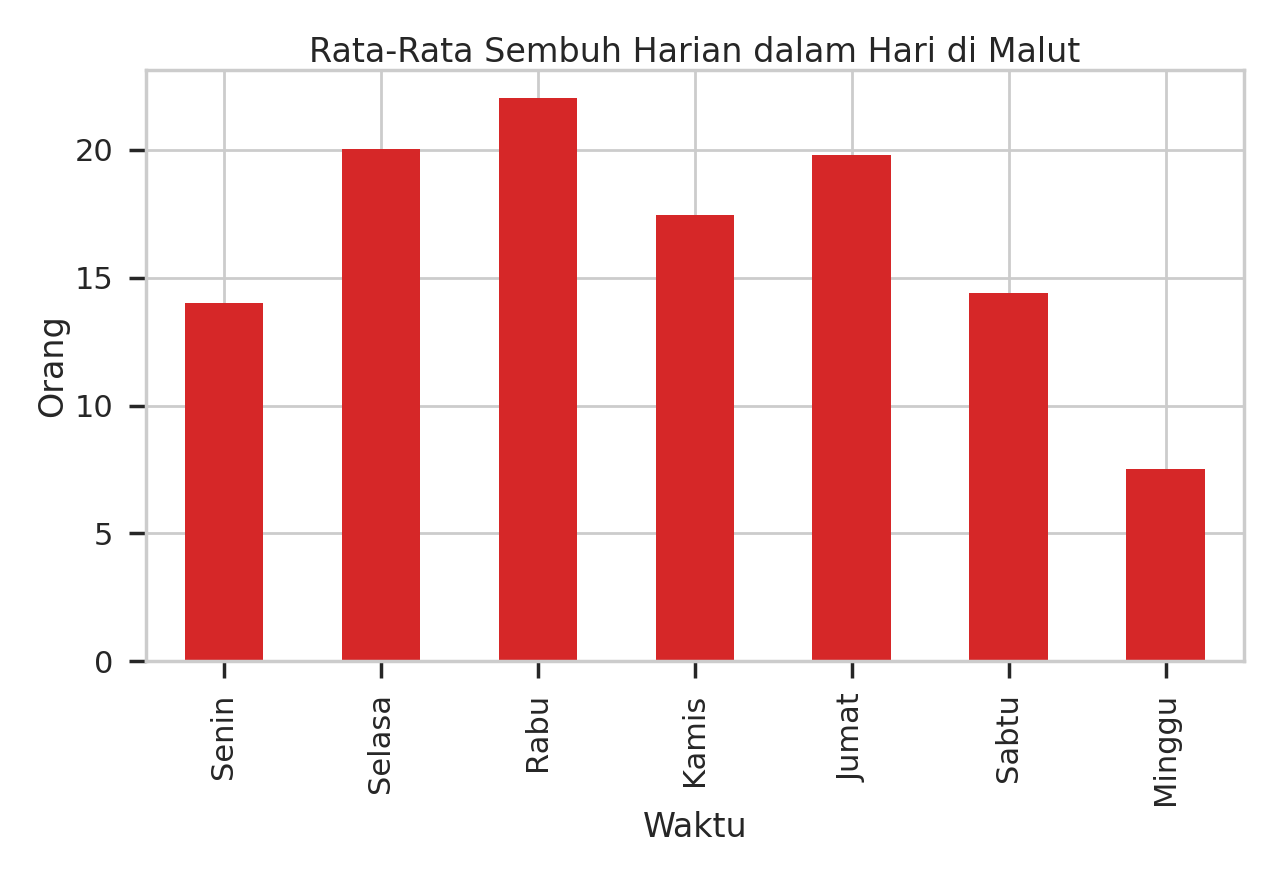 Rata-Rata Sembuh Harian dalam Hari di Malut
Orang
20
15
10
5
0
Senin
Selasa
Rabu
Kamis
Jumat
Sabtu
Minggu
Waktu